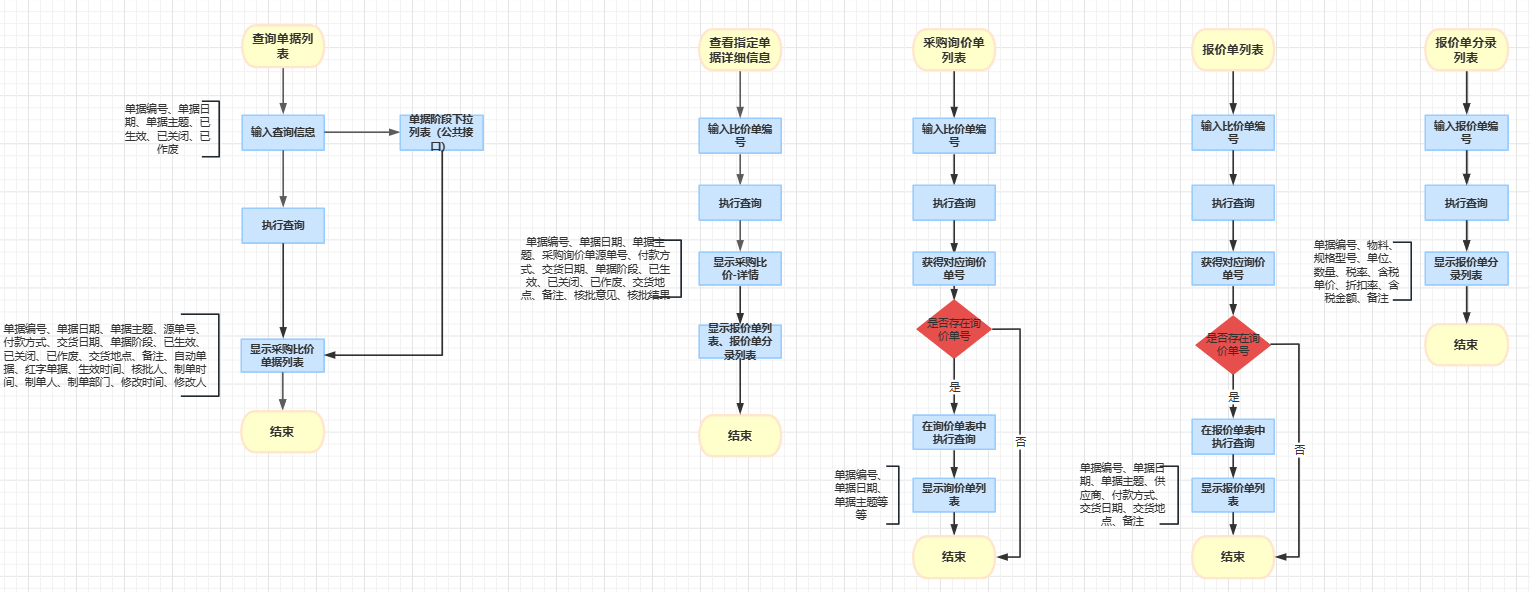 查询单据列
表
单据编号、单据日
期、单据主题、已
生效、已关闭、已
作废
输入查询信息
单据阶段下拉
列表（公共接
口）
执行查询
单据编号、单据日期、单据主题、源单号、
付款方式、交货日期、单据阶段、已生效、
已关闭、已作废、交货地点、备注、自动单
据、红字单据、生效时间、核批人、制单时
间、制单人、制单部门、修改时间、修改人
显示采购比价
单据列表
结束
查看指定单
据详细信息
输入比价单编
号
执行查询
单据编号、单据日期、单据主
题、采购询价单源单号、付款方
式、交货日期、单据阶段、已生
效、已关闭、已作废、交货地
点、备注、核批意见、核批结果
显示采购比
价-详情
显示报价单列
表、报价单分
录列表
结束
采购询价单
列表
输入比价单编
号
执行查询
获得对应询价
单号
是否存在询
价单号
是
否
在询价单表中
执行查询
单据编号、
单据日期、
单据主题等
等
显示询价单列
表
结束
报价单列表
输入比价单编
号
执行查询
获得对应询价
单号
是否存在询
价单号
是
否
在报价单表中
执行查询
单据编号、单据日
期、单据主题、供
应商、付款方式、
交货日期、交货地
点、备注
显示报价单列
表
结束
报价单分录
列表
输入报价单编
号
执行查询
单据编号、物料、
规格型号、单位、
数量、税率、含税
单价、折扣率、含
税金额、备注
显示报价单分
录列表
结束